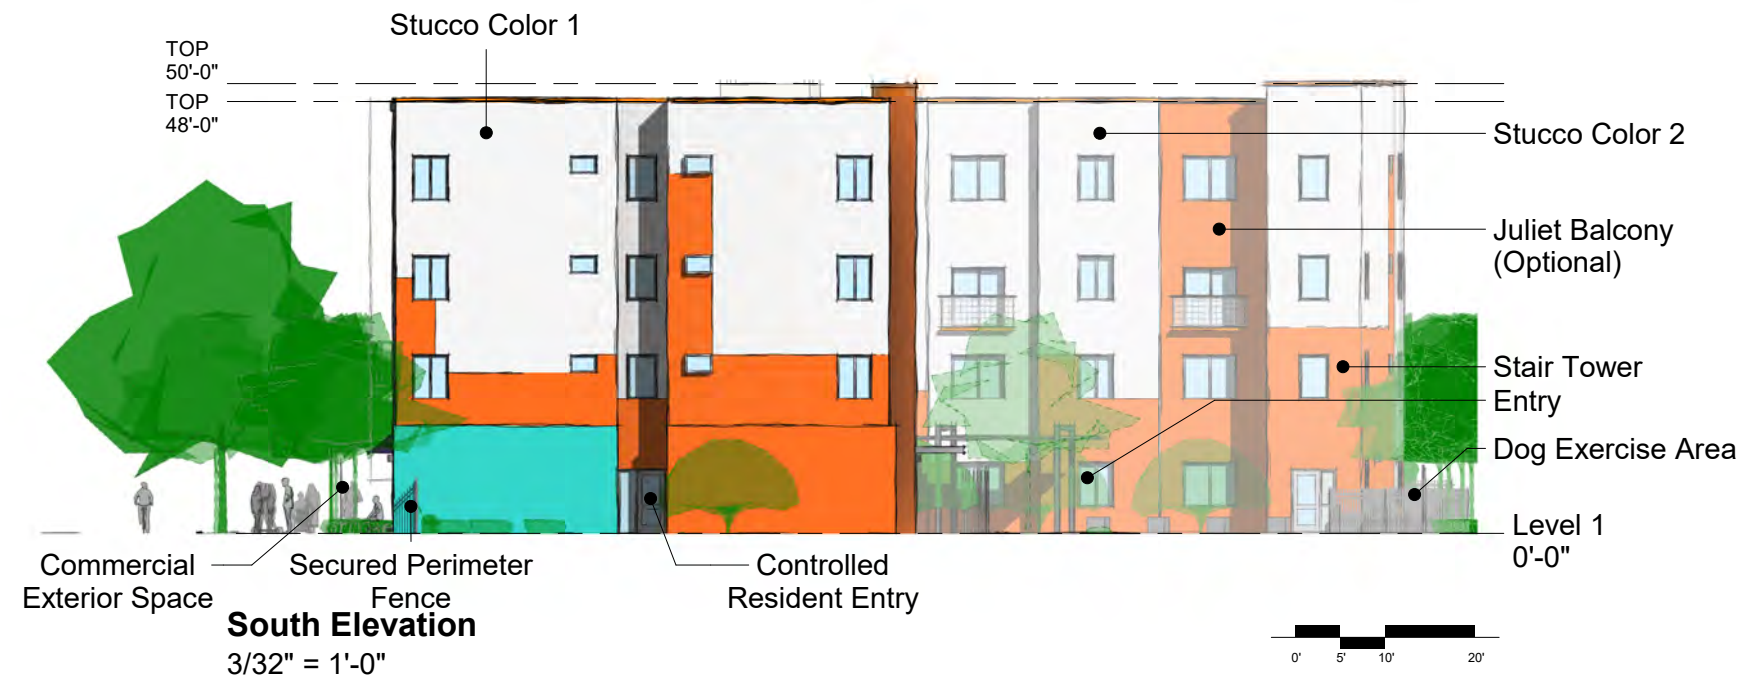 Stucco Color 1
TOP
50'-0"
TOP
48'-0"
Stucco Color 2
Juliet Balcony
(Optional)
Stair Tower
Entry
Dog Exercise Area
Level 1
0'-0"
Commercial
Exterior Space
Secured Perimeter
Fence
Controlled
Resident Entry
South Elevation
3/32" = 1'-0"
0' 5' 10' 20'